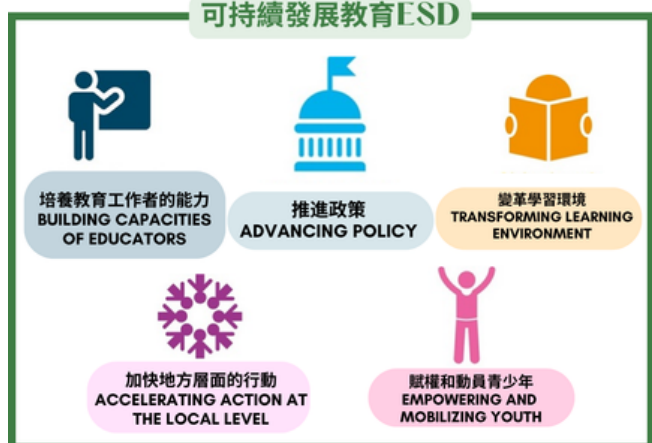 可持續發展教育ESD
培養教育工作者的能力
BUILDING CAPACITIES
OF EDUCATORS
推進政策
ADVANCING POLICY
變革學習環境
TRANSFORMING LEARNING
ENVIRONMENT
加快地方層面的行動
ACCELERATING ACTION AT
THE LOCAL LEVEL
賦權和動員青少年
EMPOWERING AND
MOBILIZING YOUTH